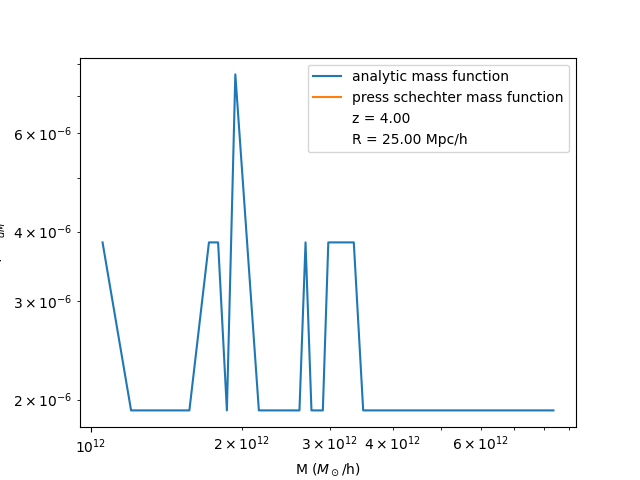 analytic mass function
press schechter mass function
z = 4.00
R = 25.00 Mpc/h
6 × 10⁻⁶
4 × 10⁻⁶
3 × 10⁻⁶
2 × 10⁻⁶
10¹² 2 × 10¹² 3 × 10¹² 4 × 10¹² 6 × 10¹²
M (M⊙/h)